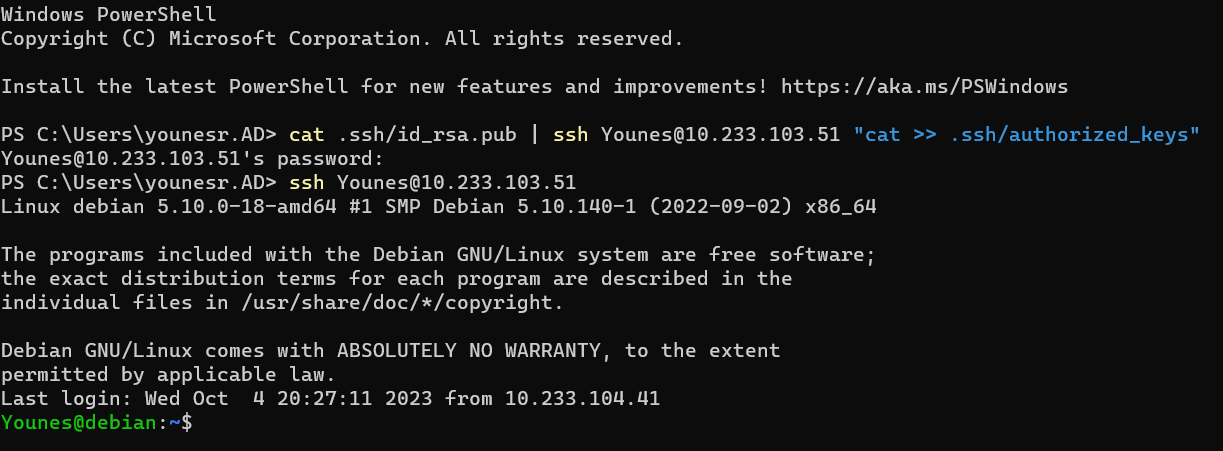 Windows PowerShell
Copyright (C) Microsoft Corporation. All rights reserved.
Install the latest PowerShell for new features and improvements! https://aka.ms/PSWindows
PS C:\Users\younesr.AD> cat .ssh/id_rsa.pub | ssh Younes@10.233.103.51 "cat >> .ssh/authorized_keys"
Younes@10.233.103.51's password:
PS C:\Users\younesr.AD> ssh Younes@10.233.103.51
Linux debian 5.10.0-18-amd64 #1 SMP Debian 5.10.140-1 (2022-09-02) x86_64
The programs included with the Debian GNU/Linux system are free software;
the exact distribution terms for each program are described in the
individual files in /usr/share/doc/*/copyright.
Debian GNU/Linux comes with ABSOLUTELY NO WARRANTY, to the extent
permitted by applicable law.
Last login: Wed Oct  4 20:27:11 2023 from 10.233.104.41
Younes@debian:~$